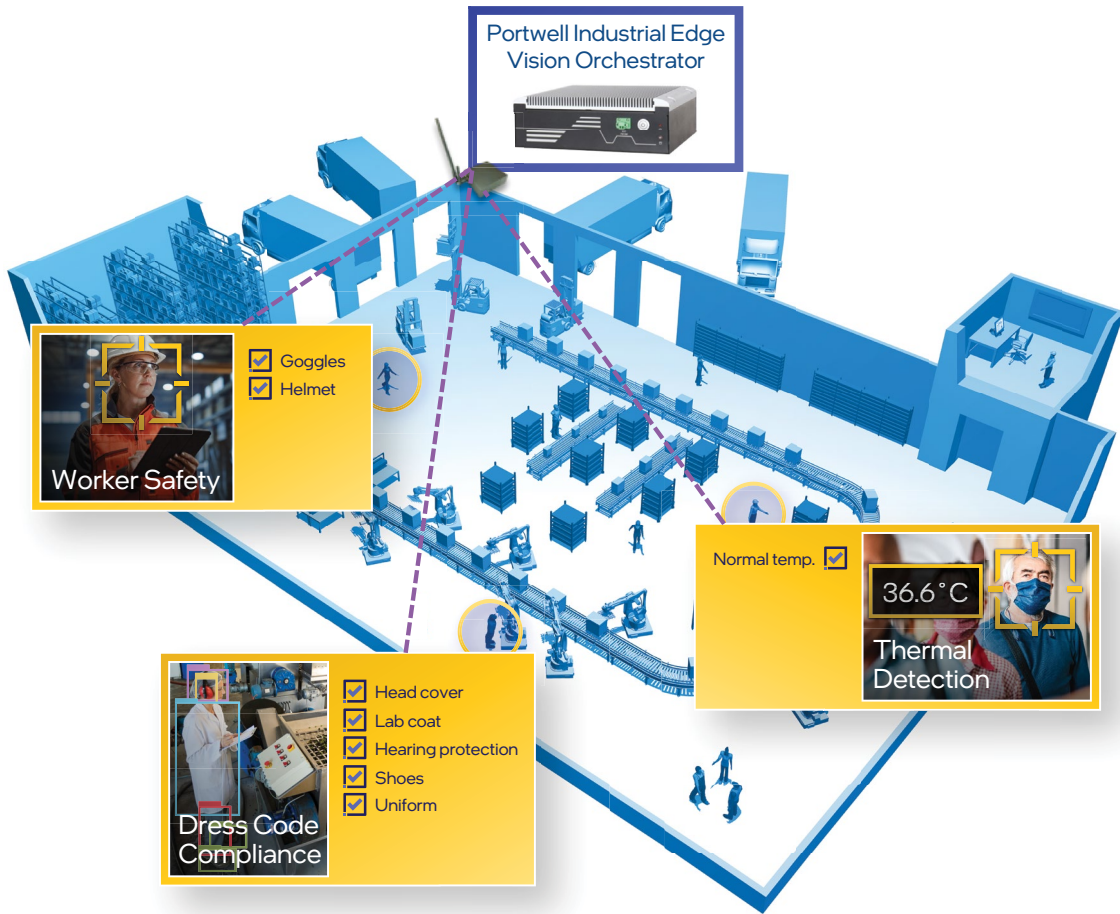 Portwell Industrial Edge
Vision Orchestrator
Goggles
Helmet
Worker Safety
Normal temp.
36.6°C
Thermal
Detection
Head cover
Lab coat
Hearing protection
Shoes
Uniform
Dress Code
Compliance